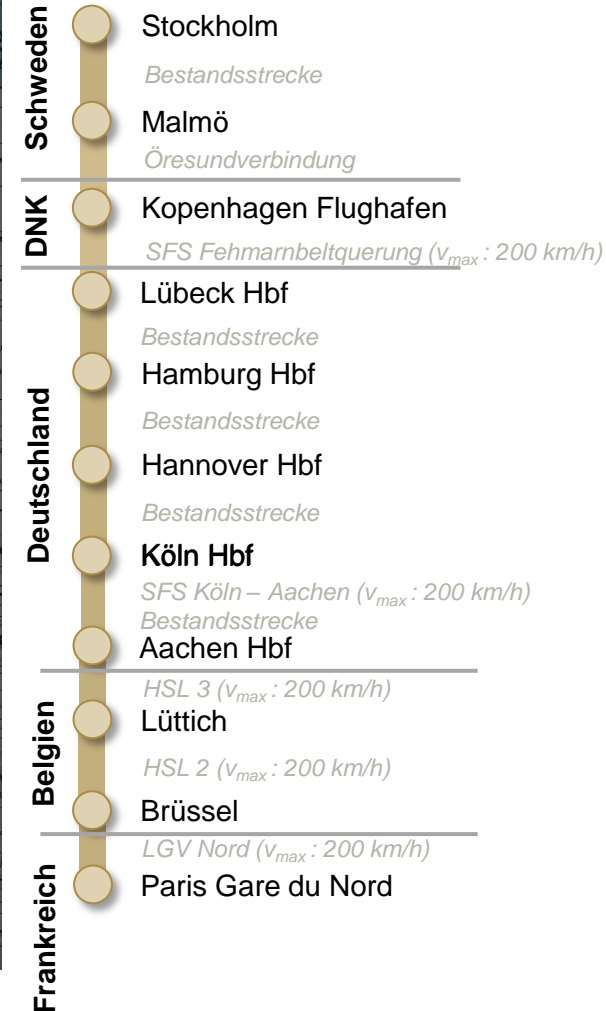 Schweden
Stockholm
Bestandsstrecke
Malmö
Öresundverbindung
DNK
Kopenhagen Flughafen
SFS Fehmarnbeltquerung (vmax : 200 km/h)
Deutschland
Lübeck Hbf
Bestandsstrecke
Hamburg Hbf
Bestandsstrecke
Hannover Hbf
Bestandsstrecke
Köln Hbf
SFS Köln – Aachen (vmax : 200 km/h)
Bestandsstrecke
Aachen Hbf
Belgien
HSL 3 (vmax : 200 km/h)
Lüttich
HSL 2 (vmax : 200 km/h)
Brüssel
Frankreich
LGV Nord (vmax : 200 km/h)
Paris Gare du Nord